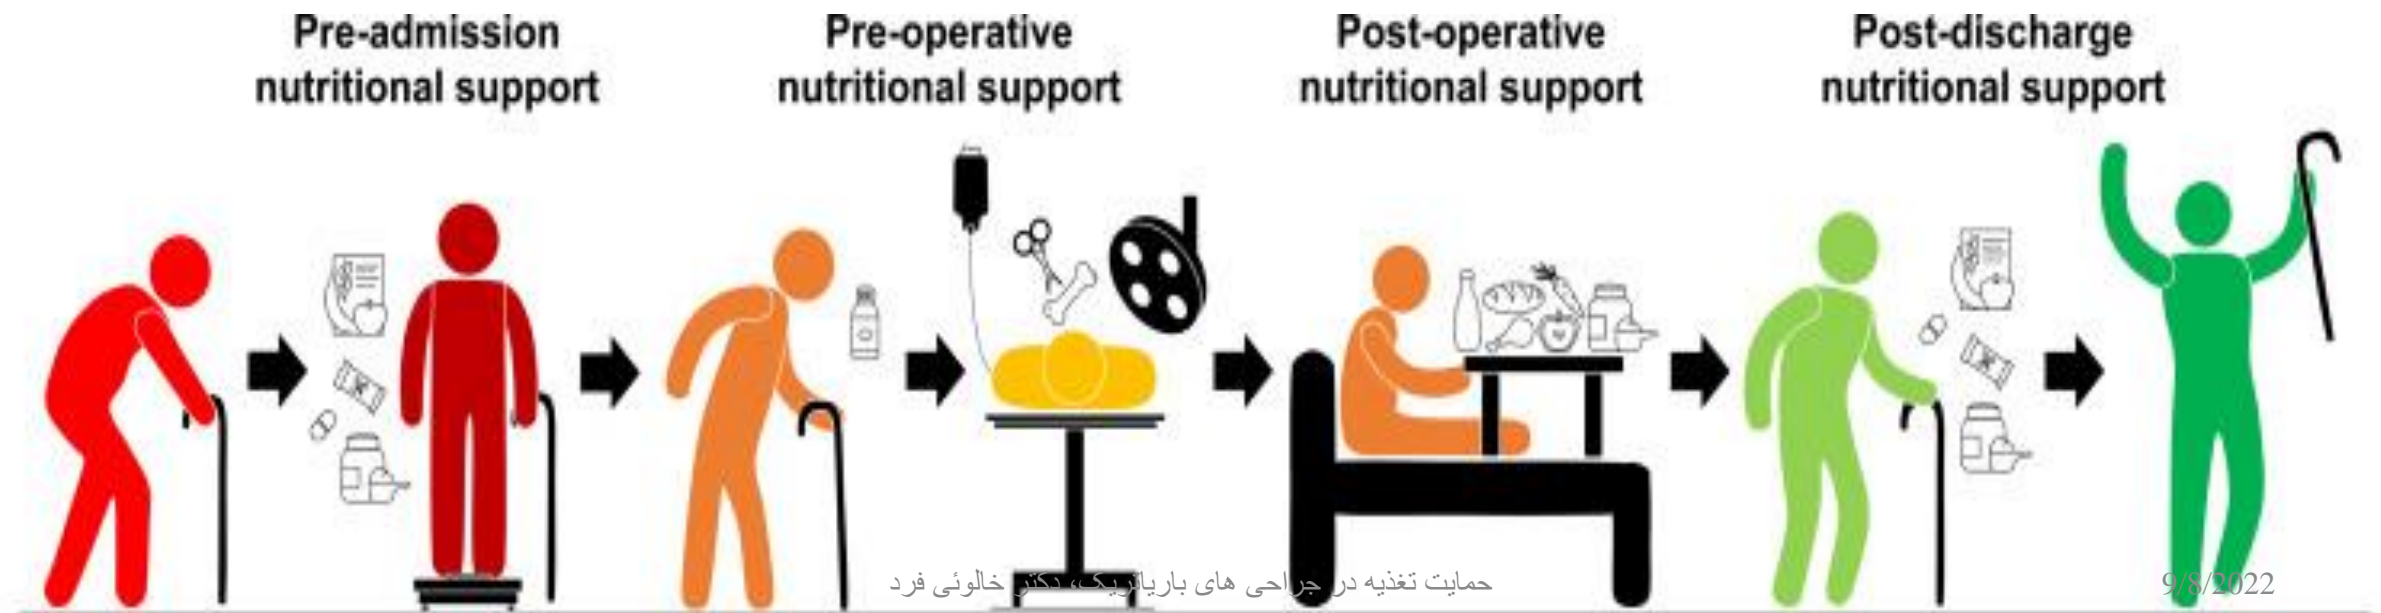 Pre-admission
nutritional support
Pre-operative
nutritional support
Post-operative
nutritional support
Post-discharge
nutritional support
حمایت تغذیه در جراحی های باریاتریک، دکتر خالوئی فرد
9/8/2022